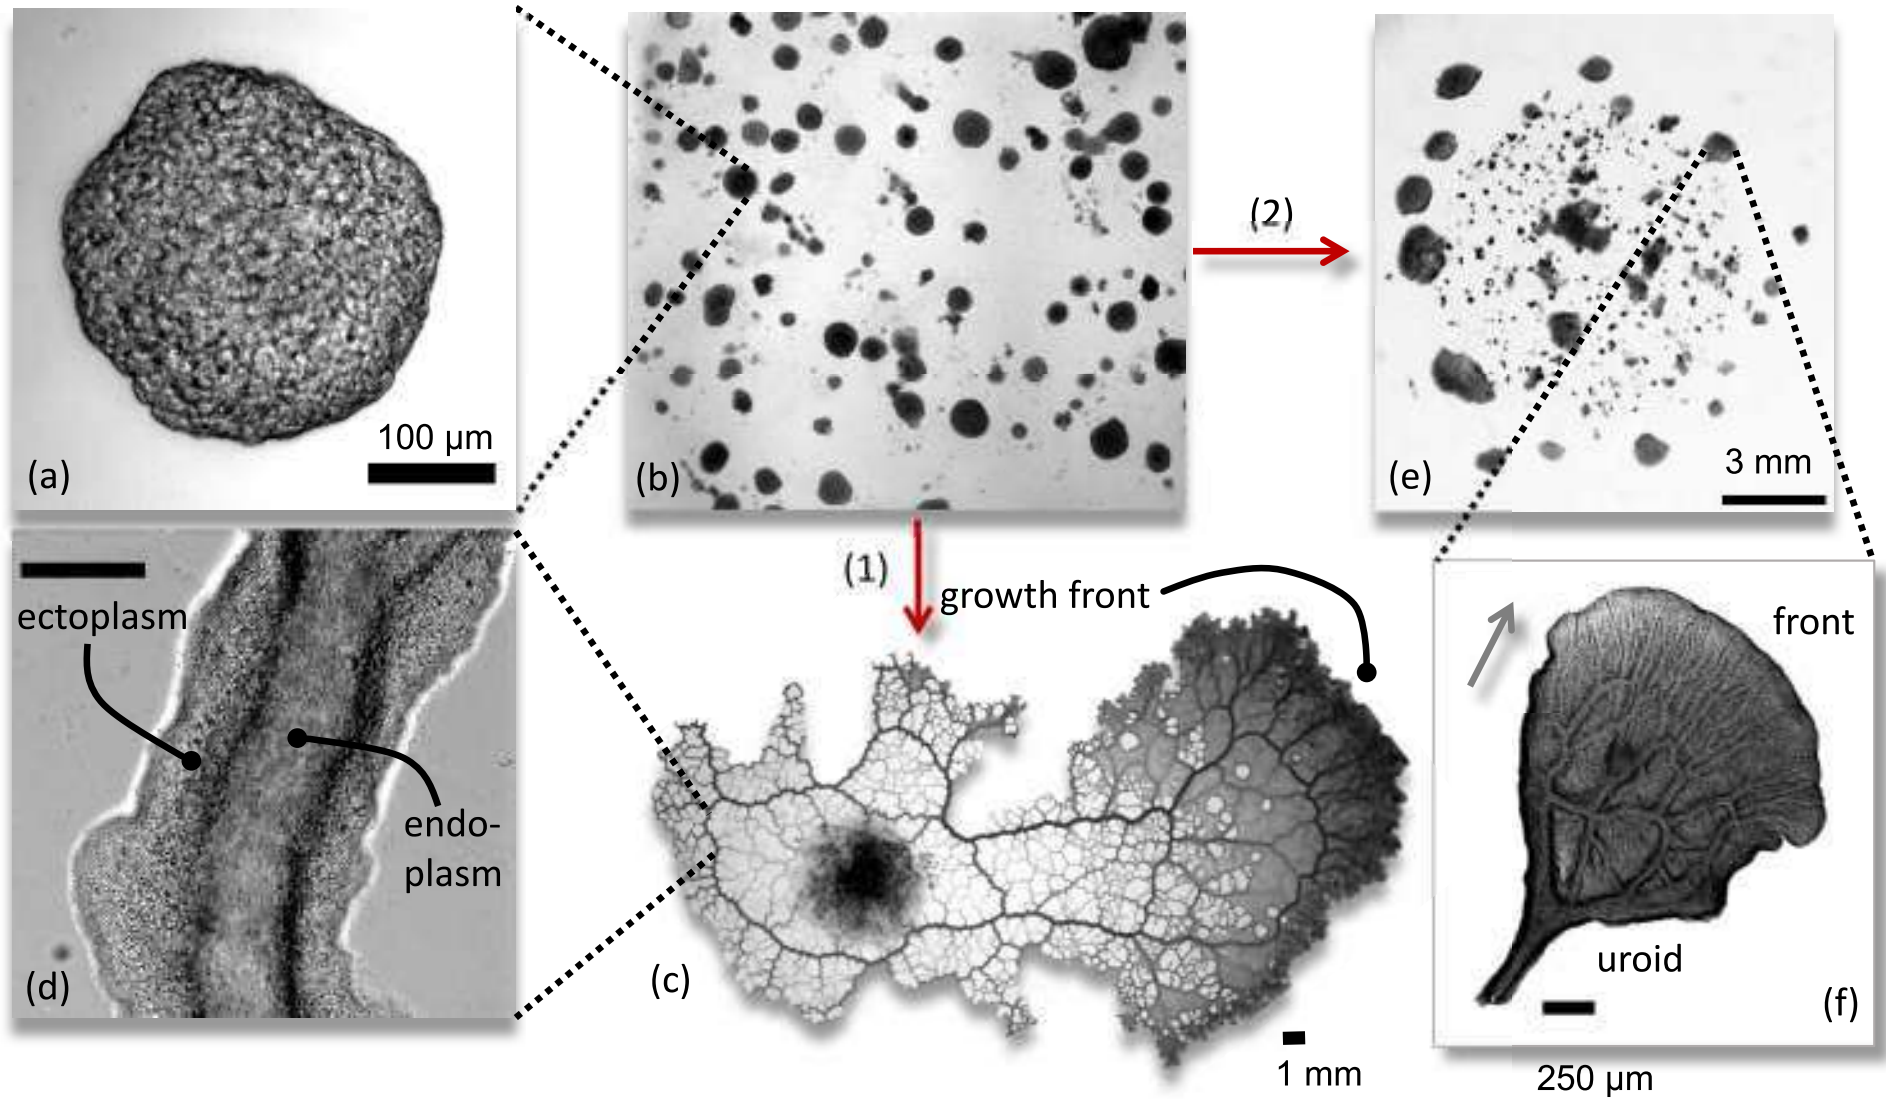 100 µm
(a)
(b)
(2)
3 mm
(e)
ectoplasm
endo-
plasm
(d)
(1)
growth front
(c)
1 mm
front
uroid
(f)
250 µm